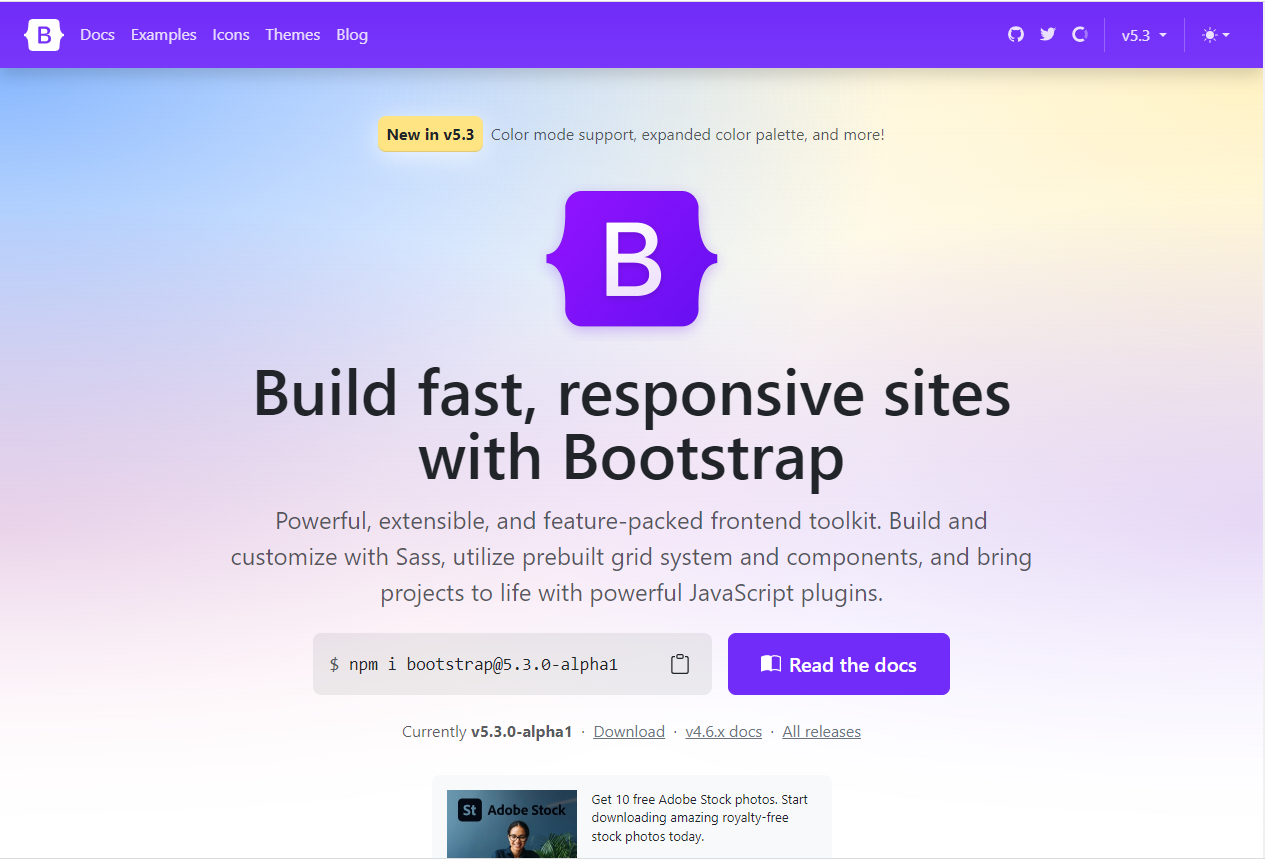 B Docs Examples Icons Themes Blog v5.3
New in v5.3 Color mode support, expanded color palette, and more!
B
Build fast, responsive sites
with Bootstrap
Powerful, extensible, and feature-packed frontend toolkit. Build and
customize with Sass, utilize prebuilt grid system and components, and bring
projects to life with powerful JavaScript plugins.
$ npm i bootstrap@5.3.0-alpha1 Read the docs
Currently v5.3.0-alpha1 · Download · v4.6.x docs · All releases
St Adobe Stock
Get 10 free Adobe Stock photos. Start
downloading amazing royalty-free
stock photos today.